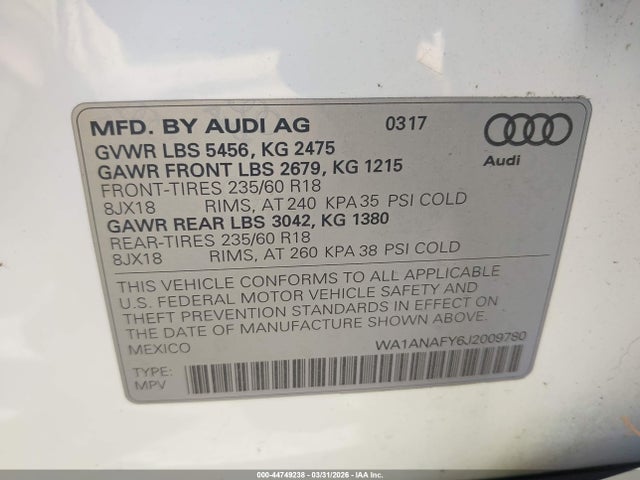 MFD. BY AUDI AG 0317
GVWR LBS 5456, KG 2475
GAWR FRONT LBS 2679, KG 1215
FRONT-TIRES 235/60 R18
8JX18 RIMS, AT 240 KPA 35 PSI COLD
GAWR REAR LBS 3042, KG 1380
REAR-TIRES 235/60 R18
8JX18 RIMS, AT 260 KPA 38 PSI COLD
Audi
THIS VEHICLE CONFORMS TO ALL APPLICABLE
U.S. FEDERAL MOTOR VEHICLE SAFETY AND
THEFT PREVENTION STANDARDS IN EFFECT ON
THE DATE OF MANUFACTURE SHOWN ABOVE.
MEXICO WA1ANAFY6J2009780
TYPE:
MPV
000-44749238 - 03/31/2026 - IAA Inc.